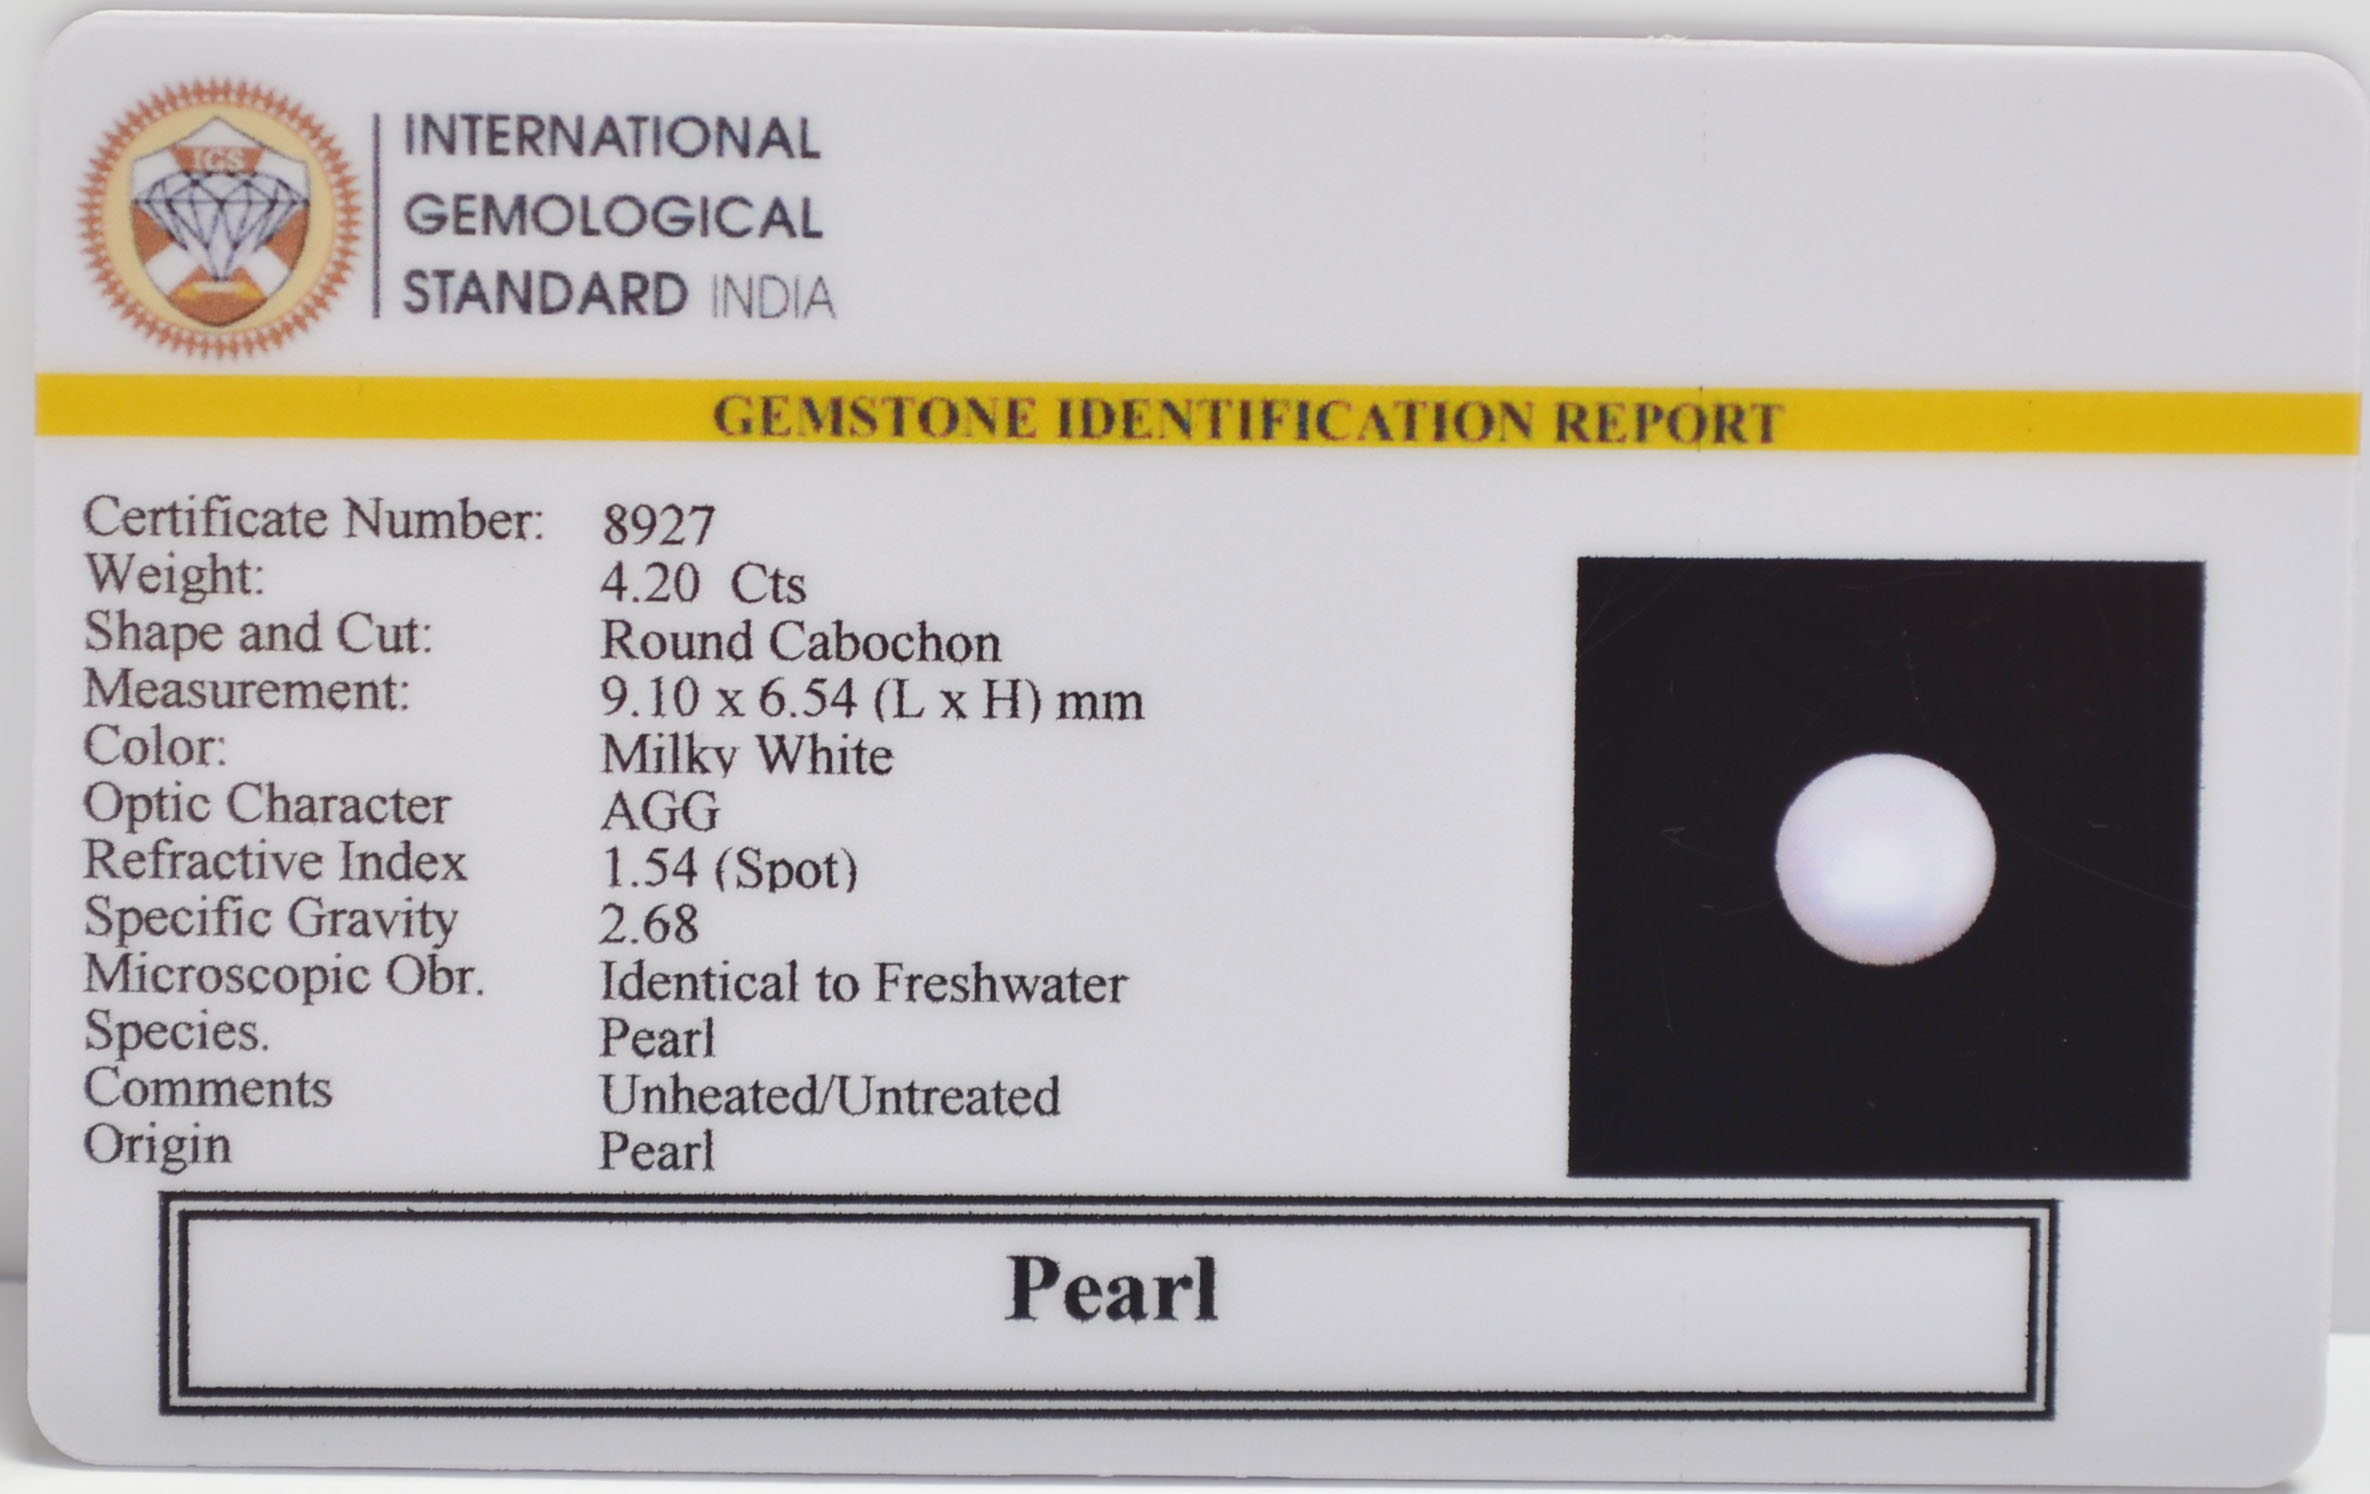 IGS
INTERNATIONAL
GEMOLOGICAL
STANDARD INDIA
GEMSTONE IDENTIFICATION REPORT
Certificate Number: 8927
Weight: 4.20 Cts
Shape and Cut: Round Cabochon
Measurement: 9.10 x 6.54 (L x H) mm
Color: Milky White
Optic Character AGG
Refractive Index 1.54 (Spot)
Specific Gravity 2.68
Microscopic Obr. Identical to Freshwater
Species. Pearl
Comments Unheated/Untreated
Origin Pearl
Pearl